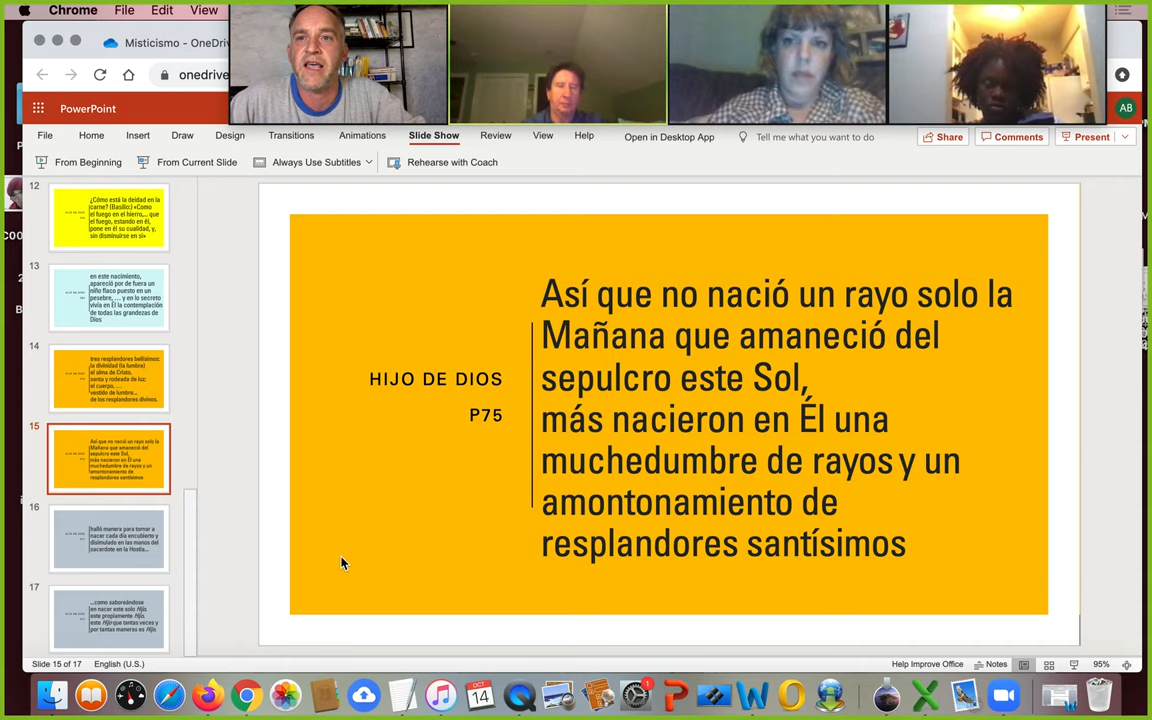 Chrome File Edit View
Misticismo - OneDriv
onedrive
PowerPoint
AB
File Home Insert Draw Design Transitions Animations Slide Show Review View Help Open in Desktop App Tell me what you want to do Share Comments Present
From Beginning From Current Slide Always Use Subtitles Rehearse with Coach
12
¿Cómo está la deidad en la
carne? (Basilio:) «Como
el fuego en el hierro,... que
el fuego, estando en él,
pone en él su cualidad, y,
sin disminuirse en sí»
13
en este nacimiento,
apareció por de fuera un
niño flaco puesto en un
pesebre, ... y en lo secreto
vivía en Él la contemplación
de todas las grandezas de
Dios
14
tres resplandores bellísimos:
la divinidad (la lumbre)
el alma de Cristo,
santa y rodeada de luz;
el cuerpo, ...
vestido de lumbre...
de los resplandores divinos.
15
Así que no nació un rayo solo la
Mañana que amaneció del
sepulcro este Sol,
más nacieron en Él una
muchedumbre de rayos y un
amontonamiento de
resplandores santísimos
16
halló manera para tornar a
nacer cada día encubierto y
disimulado en las manos del
sacerdote en la Hostia...
17
...como saboreándose
en nacer este solo Hijo,
este propiamente Hijo,
este Hijo que tantas veces y
por tantas maneras es Hijo.
HIJO DE DIOS
P75
Así que no nació un rayo solo la
Mañana que amaneció del
sepulcro este Sol,
más nacieron en Él una
muchedumbre de rayos y un
amontonamiento de
resplandores santísimos
Slide 15 of 17 English (U.S.) Help Improve Office Notes 95%
OCT
14
1